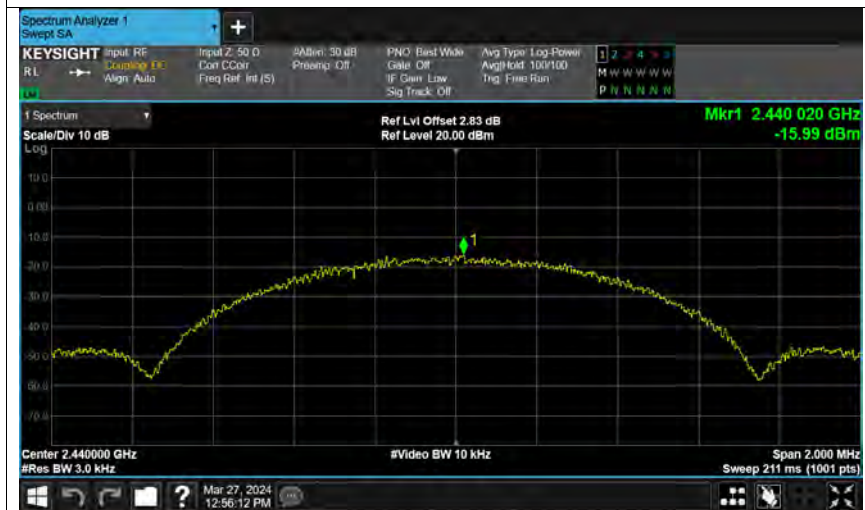 Spectrum Analyzer 1
Swept SA
+
KEYSIGHT Input: RF Input Z: 50 Ω #Atten: 30 dB PNO: Best Wide Avg Type: Log-Power 1 2 3 4 5 6
R L Coupling: DC Corr CCorr Preamp: Off Gate: Off Avg|Hold: 100/100 M W W W W W
Align: Auto Freq Ref: Int (S) IF Gain: Low Trig: Free Run P N N N N N
Sig Track: Off
1 Spectrum
Ref Lvl Offset 2.83 dB Mkr1 2.440 020 GHz
Scale/Div 10 dB Ref Level 20.00 dBm -15.99 dBm
Log
10.0
0.00
1
-10.0
-20.0
-30.0
-40.0
-50.0
-60.0
-70.0
Center 2.440000 GHz #Video BW 10 kHz Span 2.000 MHz
#Res BW 3.0 kHz Sweep 211 ms (1001 pts)
? Mar 27, 2024
12:56:12 PM